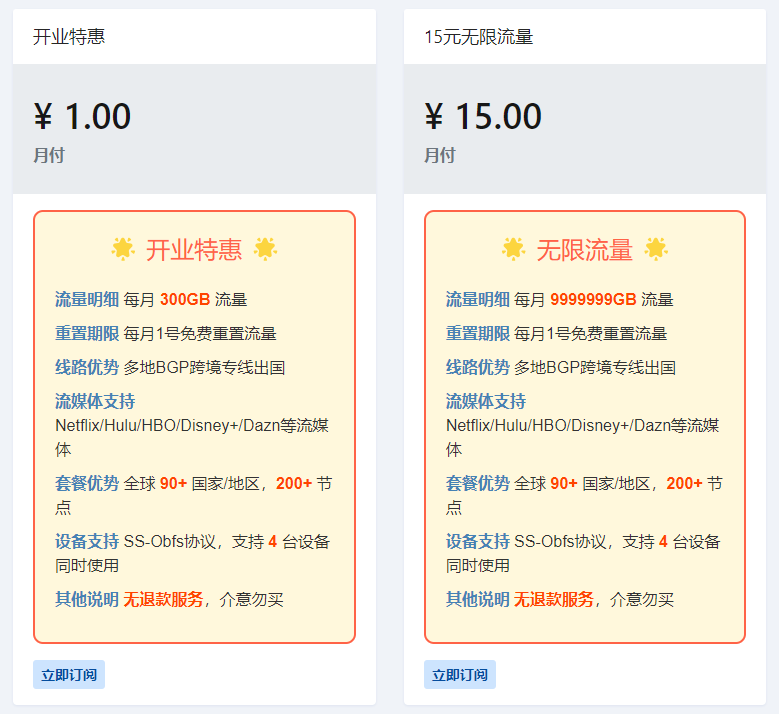 开业特惠
¥ 1.00
月付
🌟 开业特惠 🌟
流量明细 每月 300GB 流量
重置期限 每月1号免费重置流量
线路优势 多地BGP跨境专线出国
流媒体支持
Netflix/Hulu/HBO/Disney+/Dazn等流媒
体
套餐优势 全球 90+ 国家/地区，200+ 节
点
设备支持 SS-Obfs协议，支持 4 台设备
同时使用
其他说明 无退款服务，介意勿买
立即订阅
15元无限流量
¥ 15.00
月付
🌟 无限流量 🌟
流量明细 每月 9999999GB 流量
重置期限 每月1号免费重置流量
线路优势 多地BGP跨境专线出国
流媒体支持
Netflix/Hulu/HBO/Disney+/Dazn等流媒
体
套餐优势 全球 90+ 国家/地区，200+ 节
点
设备支持 SS-Obfs协议，支持 4 台设备
同时使用
其他说明 无退款服务，介意勿买
立即订阅